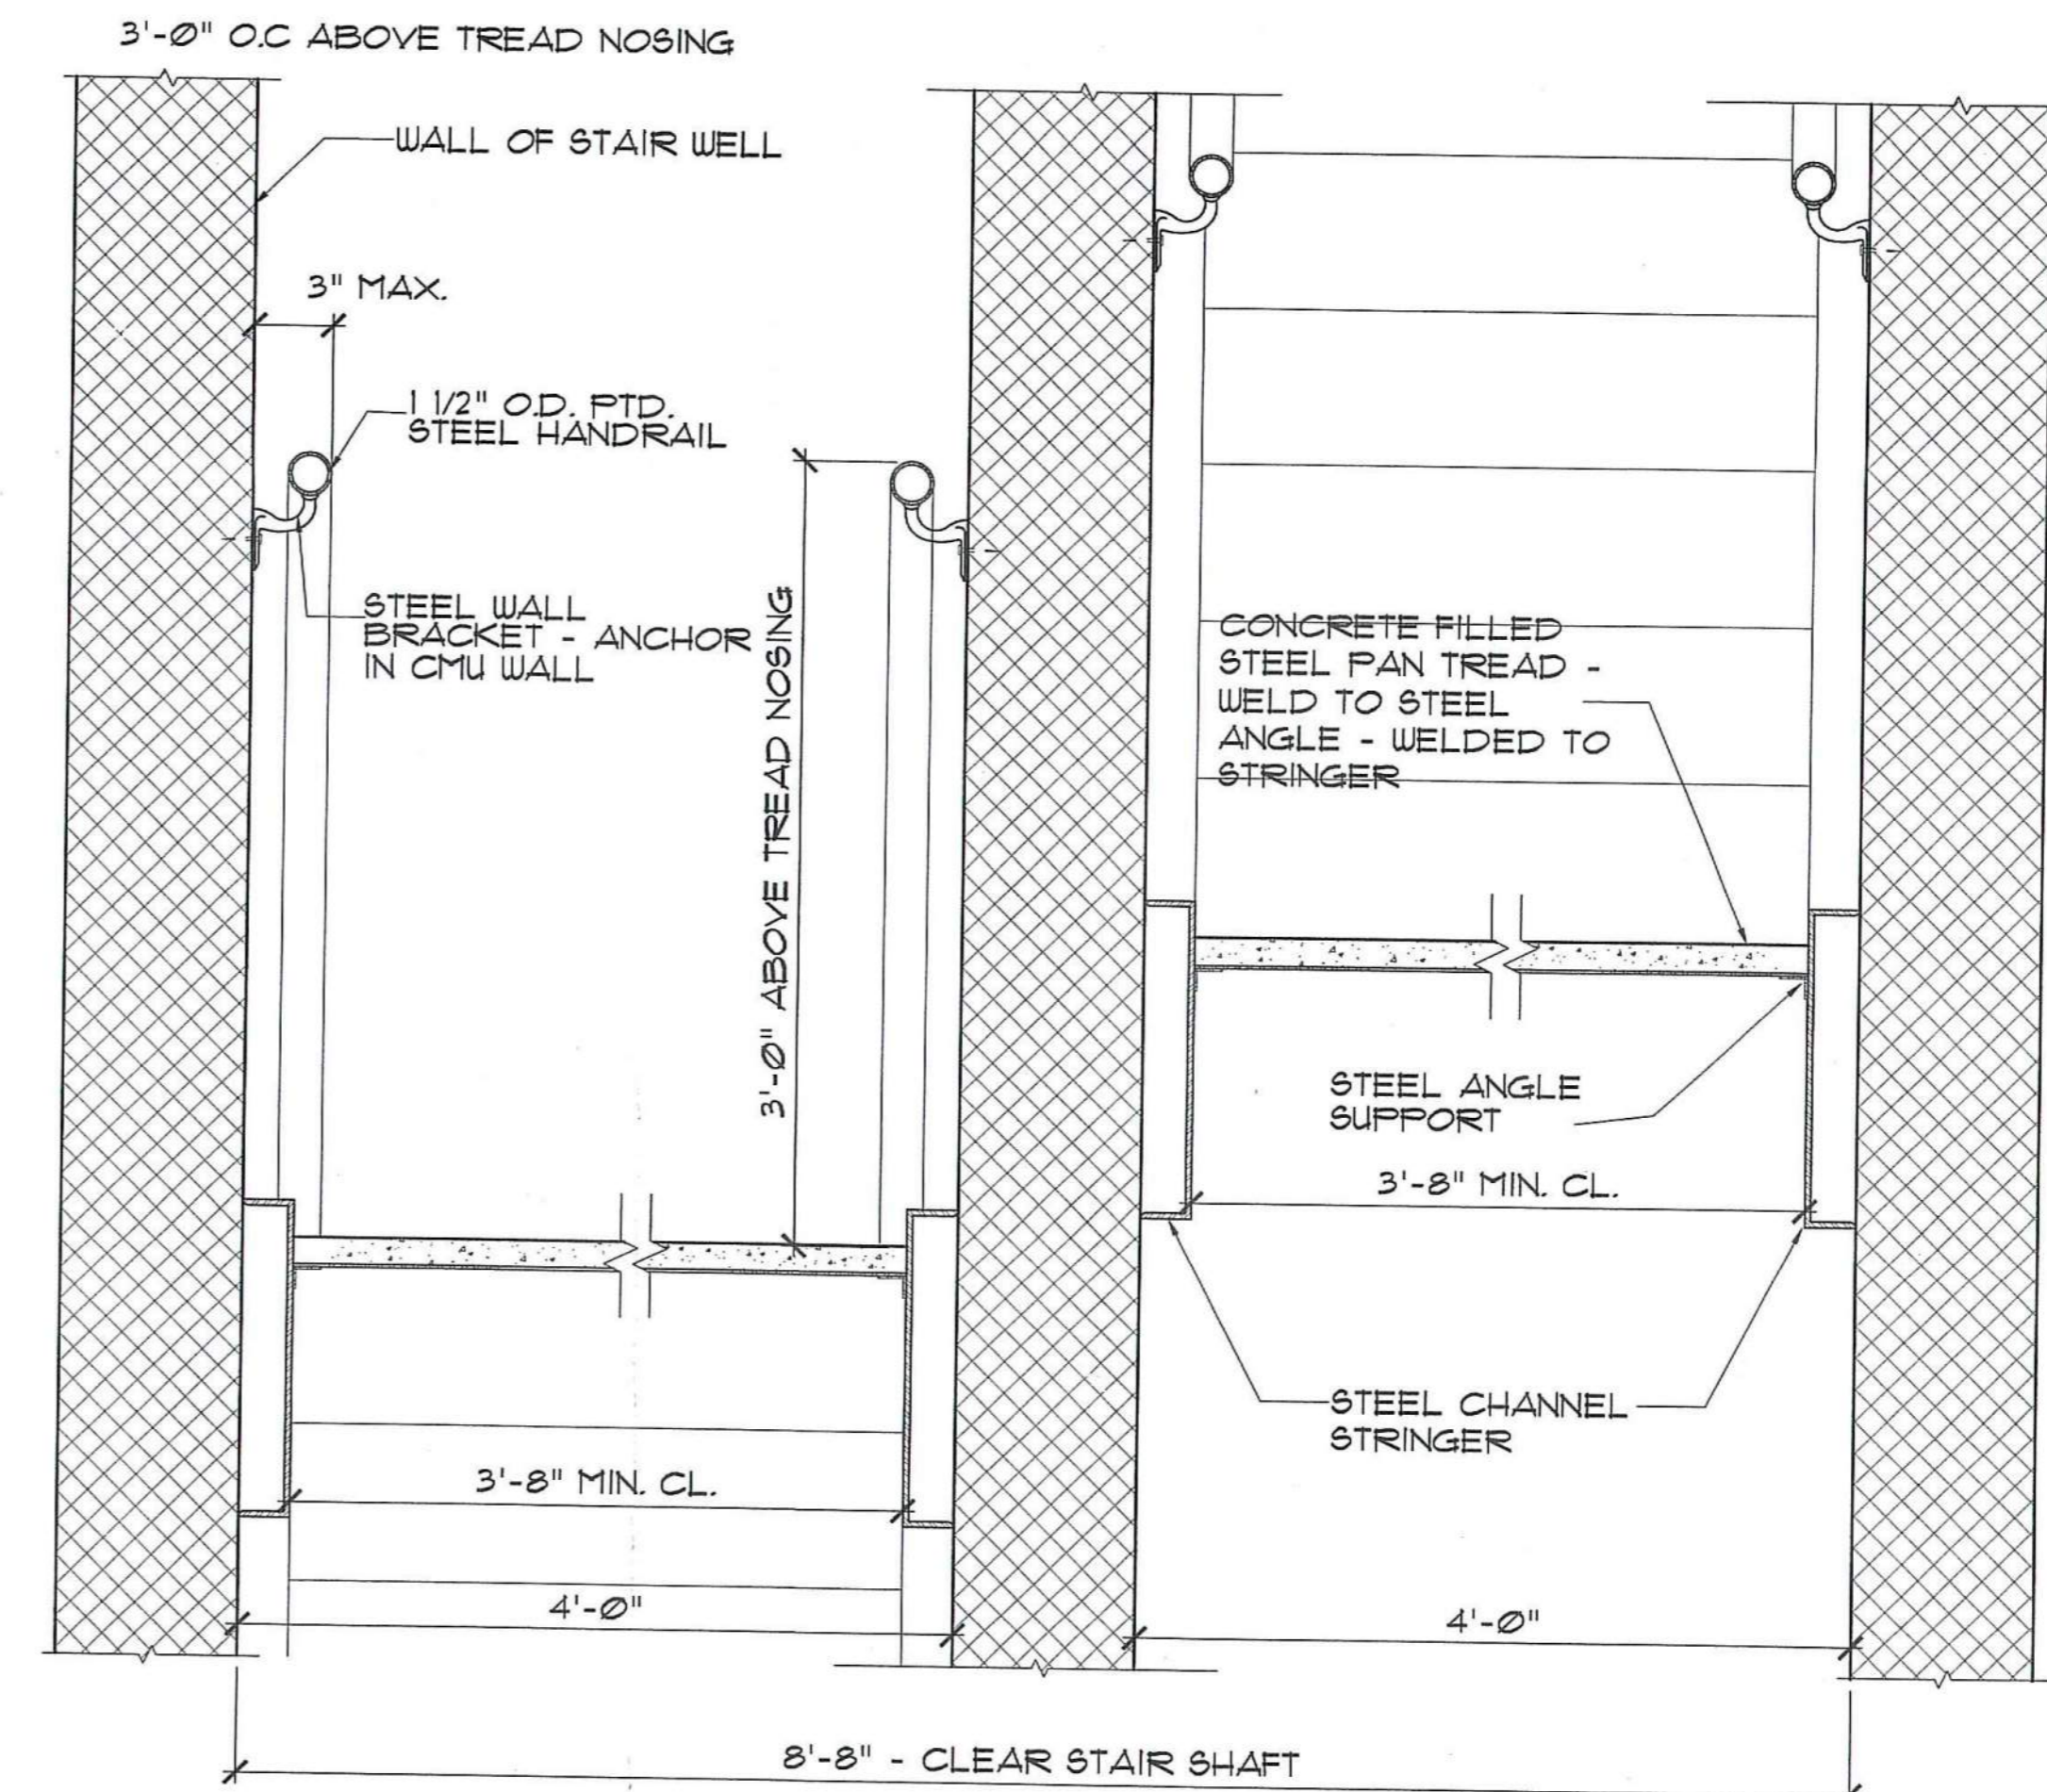 3'-0" O.C ABOVE TREAD NOSING
WALL OF STAIR WELL
3" MAX.
1 1/2" O.D. PTD.
STEEL HANDRAIL
STEEL WALL
BRACKET - ANCHOR
IN CMU WALL
3'-0" ABOVE TREAD NOSING
CONCRETE FILLED
STEEL PAN TREAD -
WELD TO STEEL
ANGLE - WELDED TO
STRINGER
STEEL ANGLE
SUPPORT
3'-8" MIN. CL.
STEEL CHANNEL
STRINGER
3'-8" MIN. CL.
4'-0"
4'-0"
8'-8" - CLEAR STAIR SHAFT